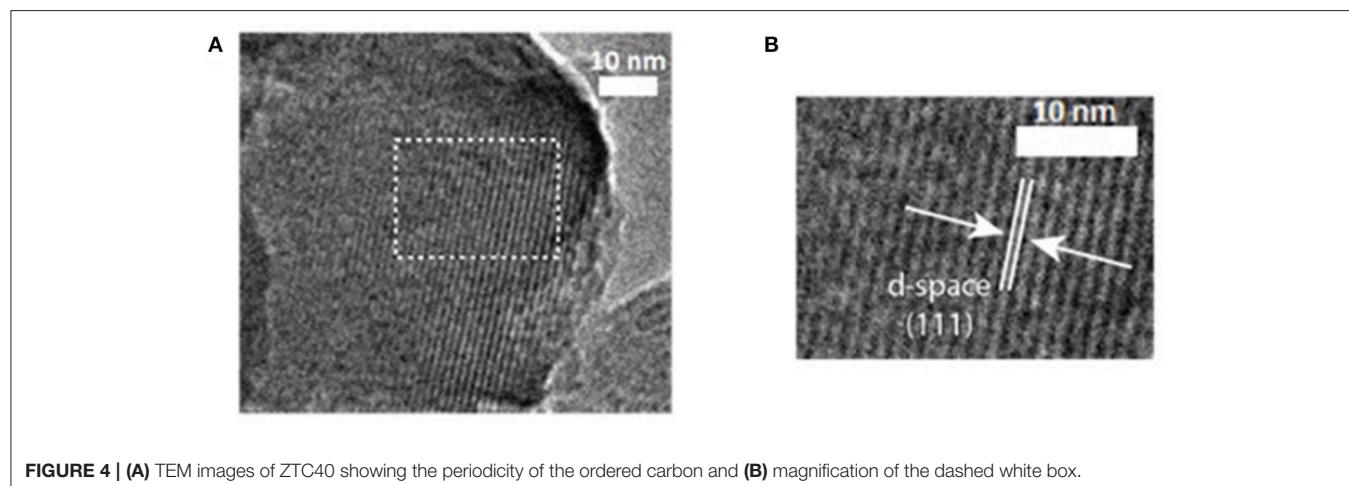 A
10 nm
B
10 nm
d-space
(111)
FIGURE 4 | (A) TEM images of ZTC40 showing the periodicity of the ordered carbon and (B) magnification of the dashed white box.